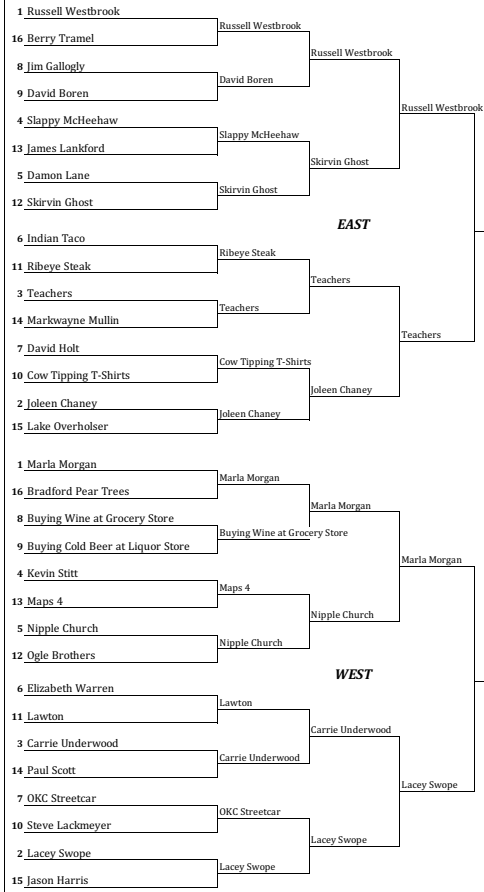 1 Russell Westbrook
Russell Westbrook
16 Berry Tramel
Russell Westbrook
8 Jim Gallogly
David Boren
9 David Boren
Russell Westbrook
4 Slappy McHeehaw
Slappy McHeehaw
13 James Lankford
Skirvin Ghost
5 Damon Lane
Skirvin Ghost
12 Skirvin Ghost
EAST
6 Indian Taco
Ribeye Steak
11 Ribeye Steak
Teachers
3 Teachers
Teachers
14 Markwayne Mullin
Teachers
7 David Holt
Cow Tipping T-Shirts
10 Cow Tipping T-Shirts
Joleen Chaney
2 Joleen Chaney
Joleen Chaney
15 Lake Overholser
1 Marla Morgan
Marla Morgan
16 Bradford Pear Trees
Marla Morgan
8 Buying Wine at Grocery Store
Buying Wine at Grocery Store
9 Buying Cold Beer at Liquor Store
Marla Morgan
4 Kevin Stitt
Maps 4
13 Maps 4
Nipple Church
5 Nipple Church
Nipple Church
12 Ogle Brothers
WEST
6 Elizabeth Warren
Lawton
11 Lawton
Carrie Underwood
3 Carrie Underwood
Carrie Underwood
14 Paul Scott
Lacey Swope
7 OKC Streetcar
OKC Streetcar
10 Steve Lackmeyer
Lacey Swope
2 Lacey Swope
Lacey Swope
15 Jason Harris